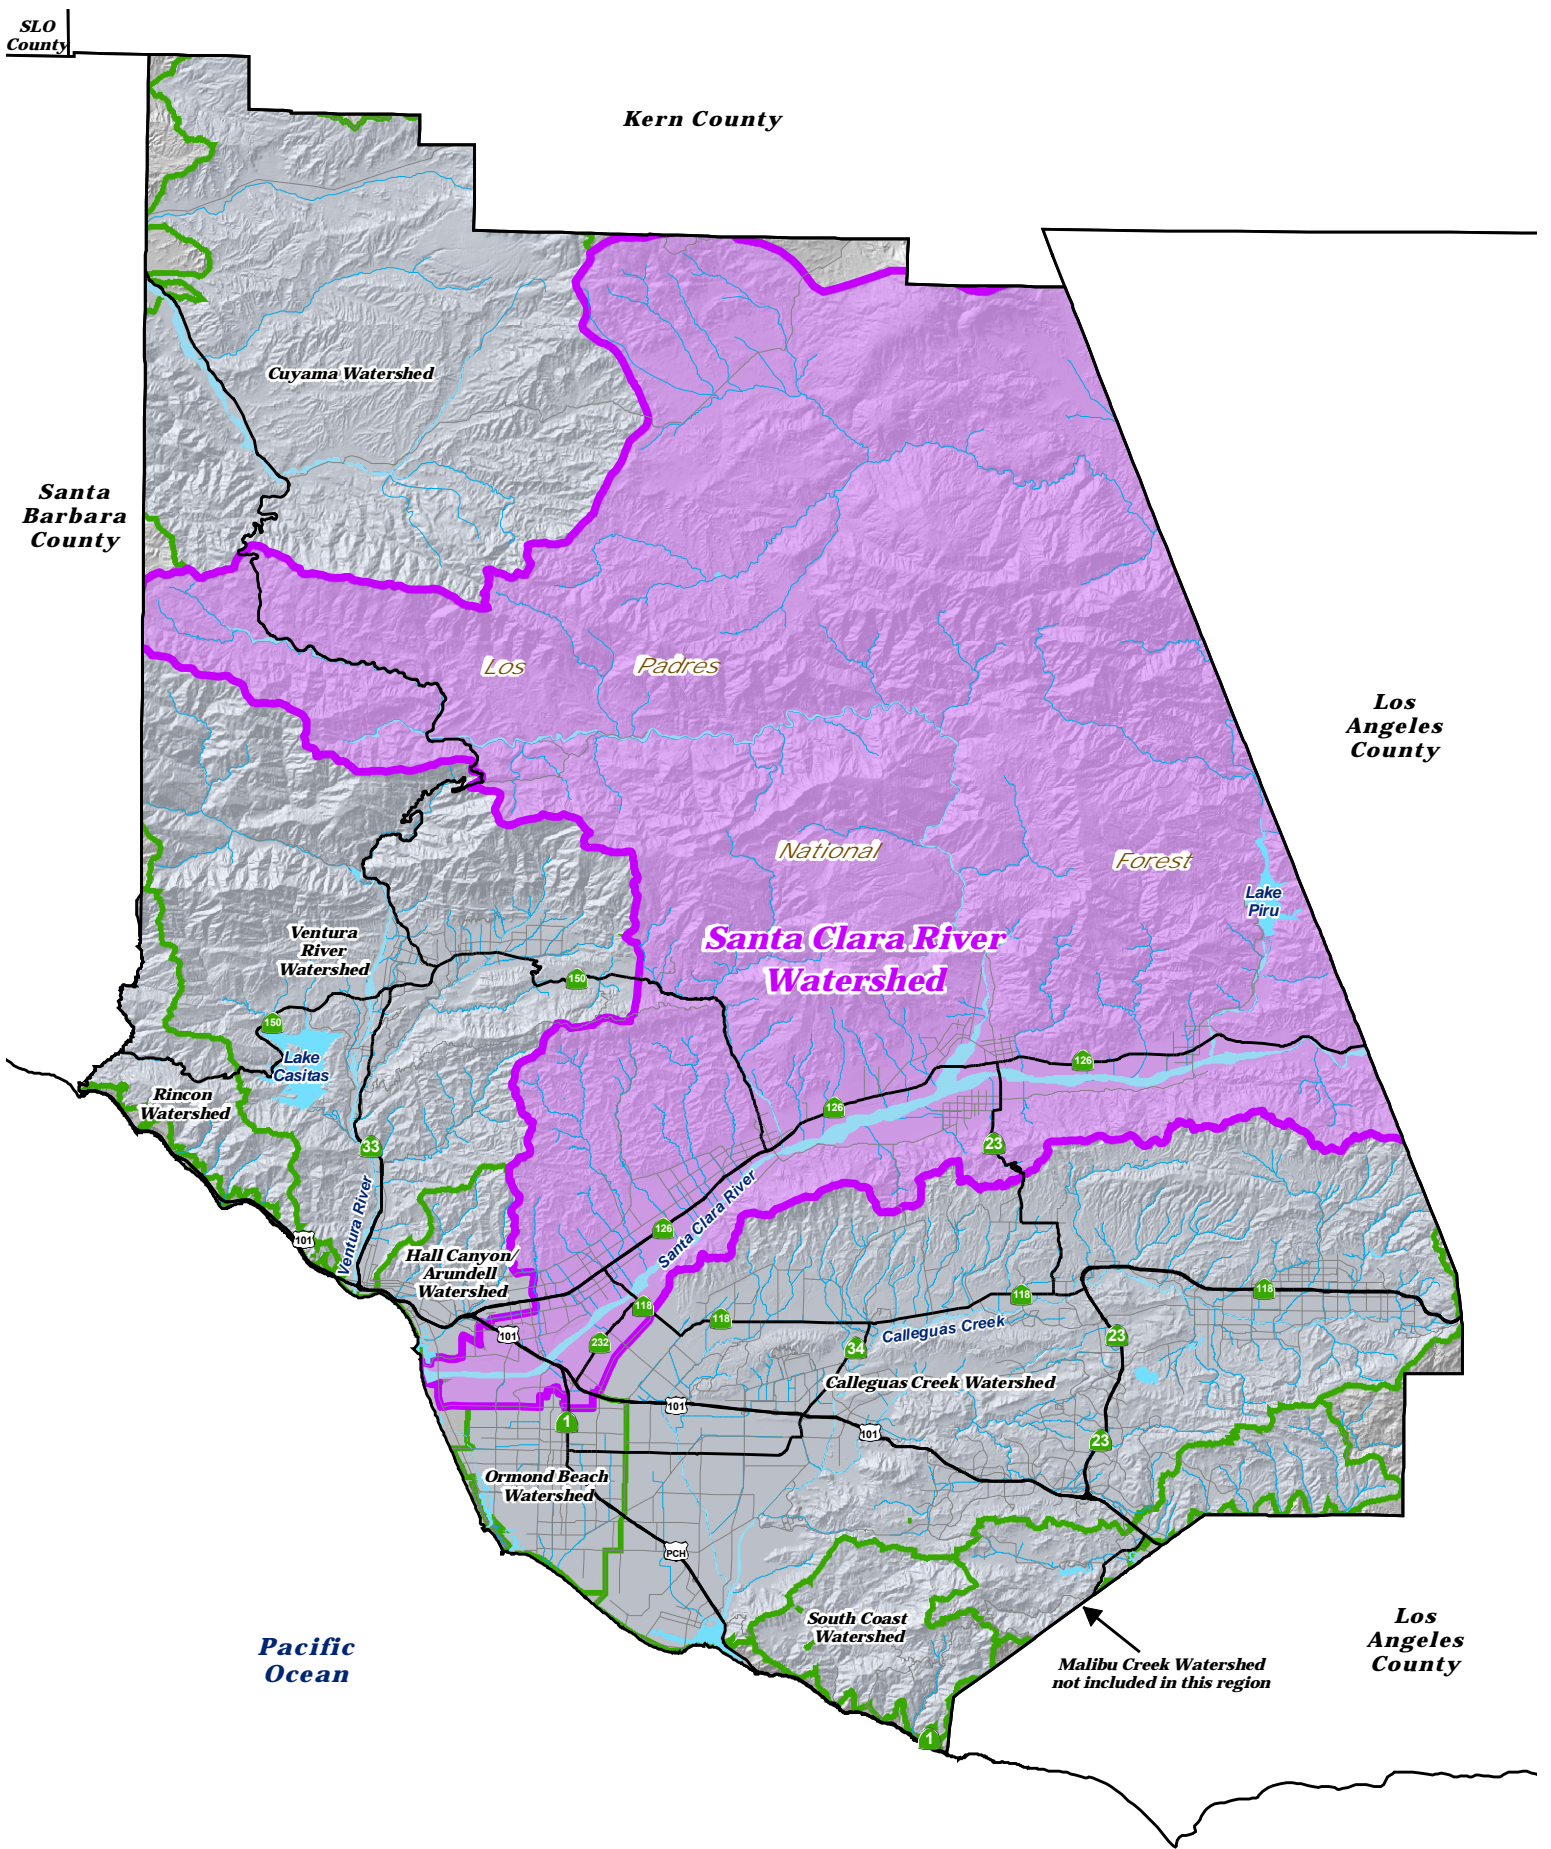 SLO
County
Kern County
Cuyama Watershed
Santa
Barbara
County
Los
Padres
Los
Angeles
County
National
Forest
Lake
Piru
Santa Clara River
Watershed
Ventura
River
Watershed
150
150
Lake
Casitas
126
126
Rincon
Watershed
33
23
Ventura River
Santa Clara River
126
101
Hall Canyon/
Arundell
Watershed
118
118
118
118
101
232
34
Calleguas Creek
23
Calleguas Creek Watershed
101
1
101
23
Ormond Beach
Watershed
PCH
South Coast
Watershed
Pacific
Ocean
Los
Angeles
County
Malibu Creek Watershed
not included in this region
1